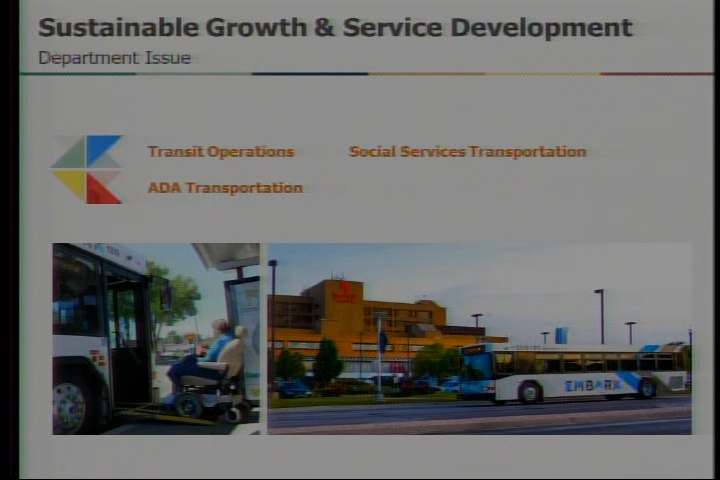 Sustainable Growth & Service Development
Department Issue
Transit Operations
Social Services Transportation
ADA Transportation
EMBARK